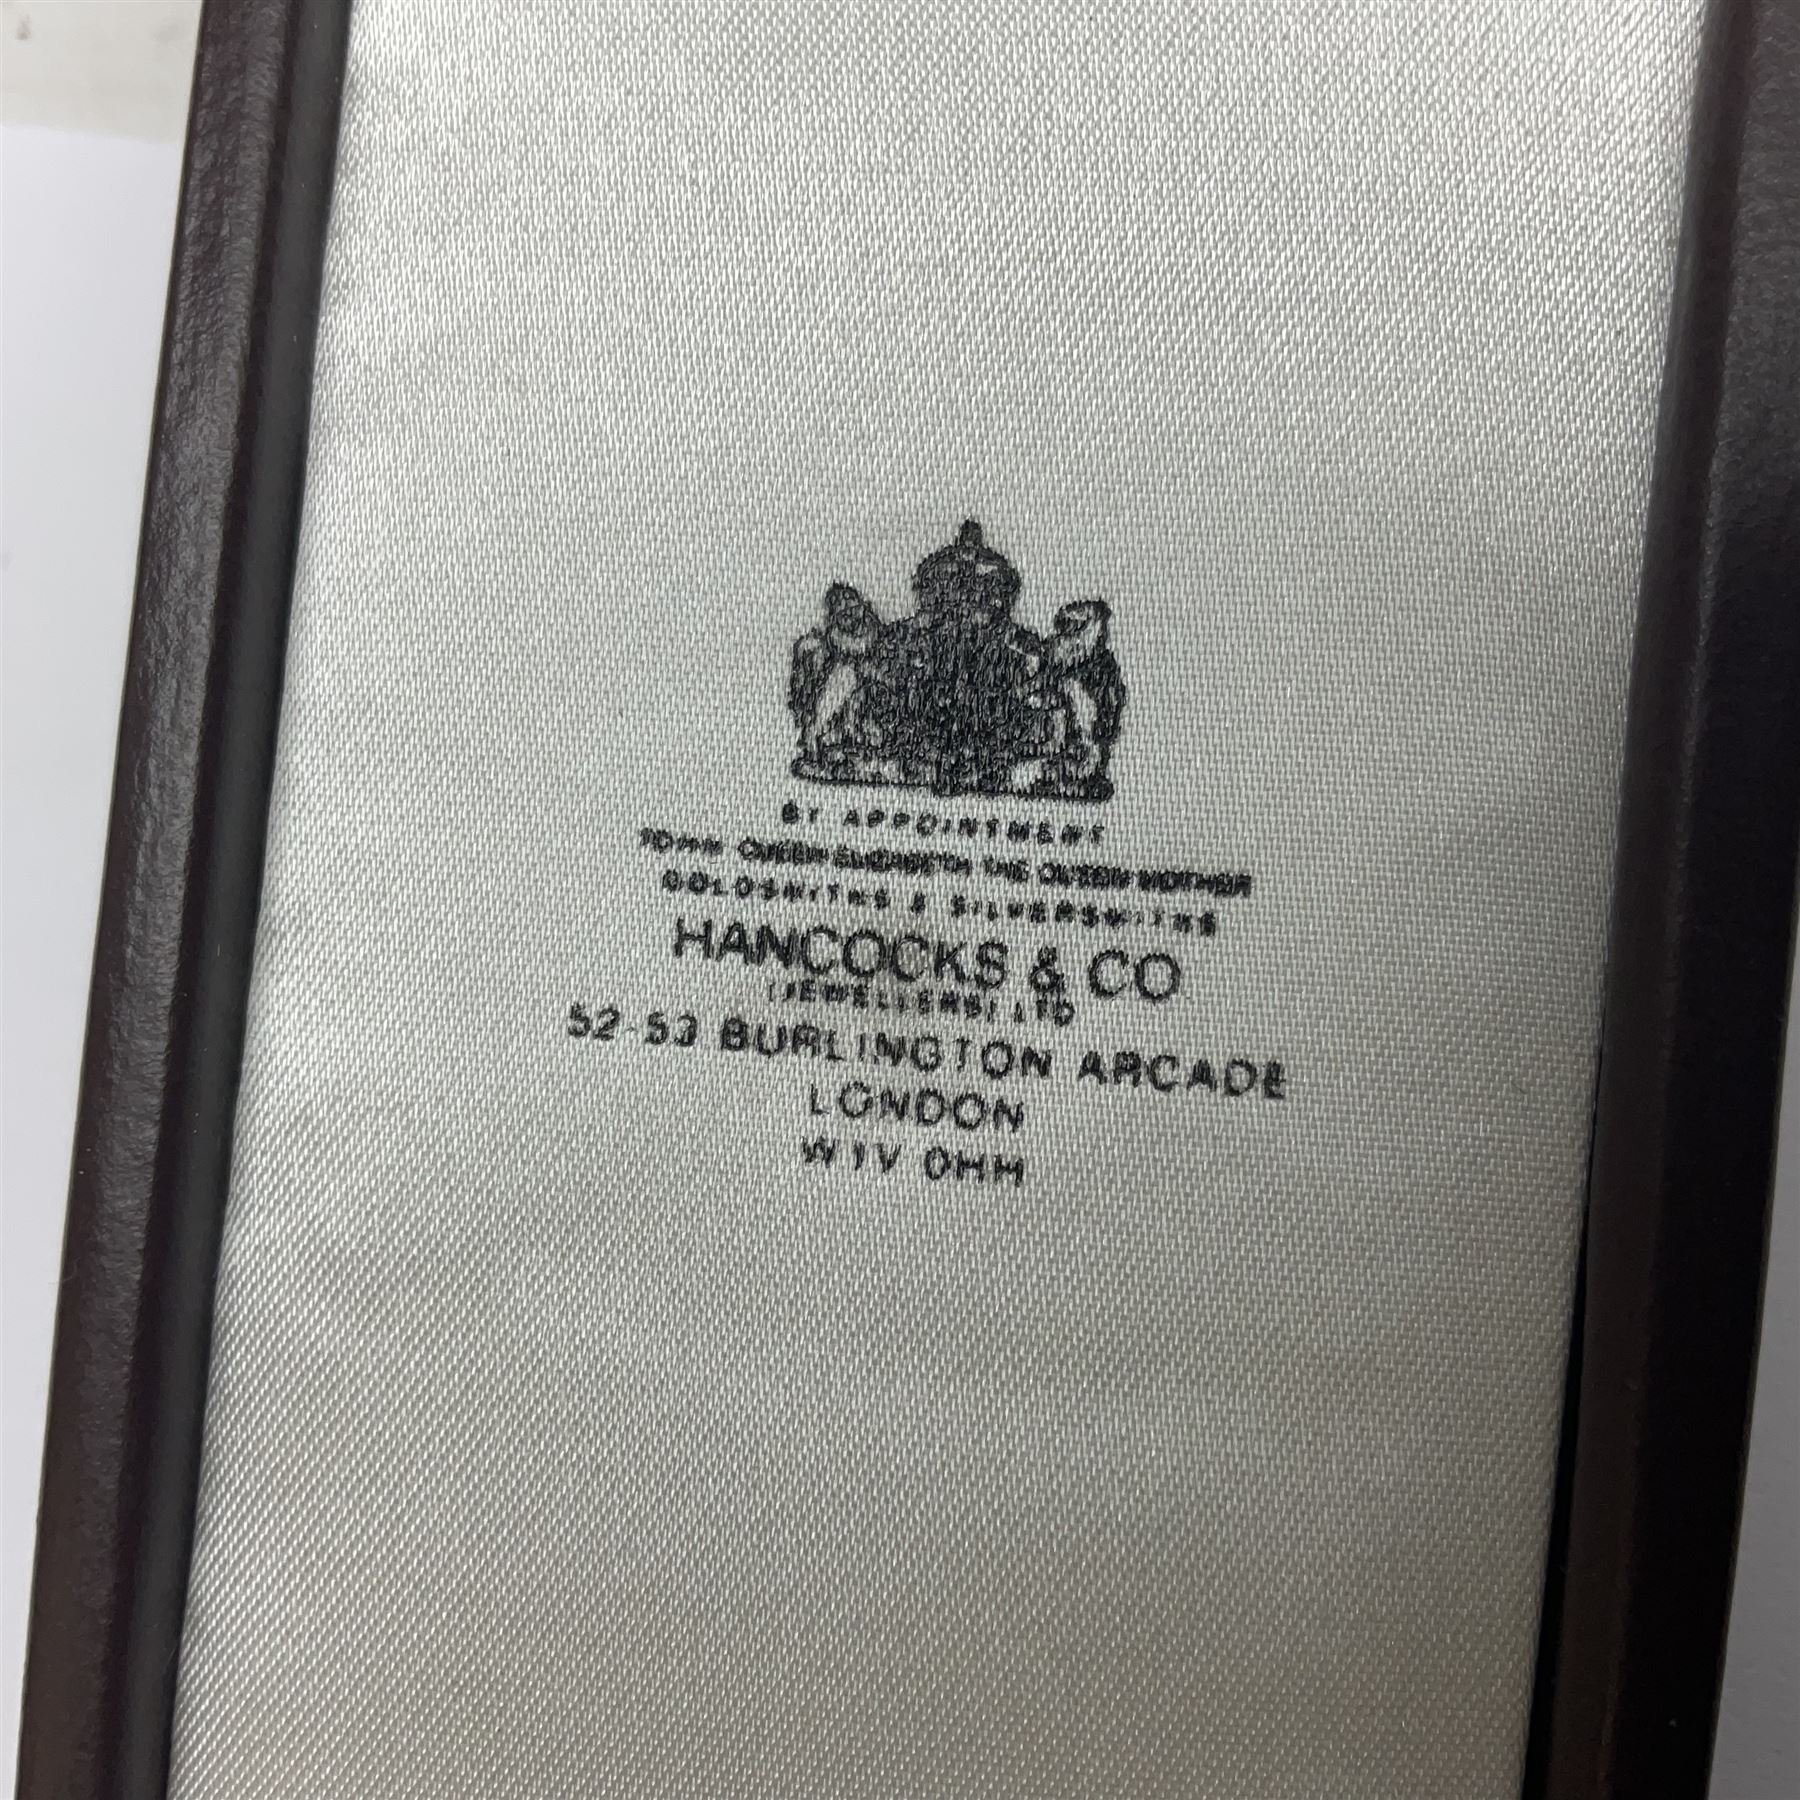 BY APPOINTMENT
TO HM QUEEN ELIZABETH THE QUEEN MOTHER
GOLDSMITHS & SILVERSMITHS
HANCOCKS & CO
(JEWELLERS) LTD
52-53 BURLINGTON ARCADE
LONDON
W1V 0HH